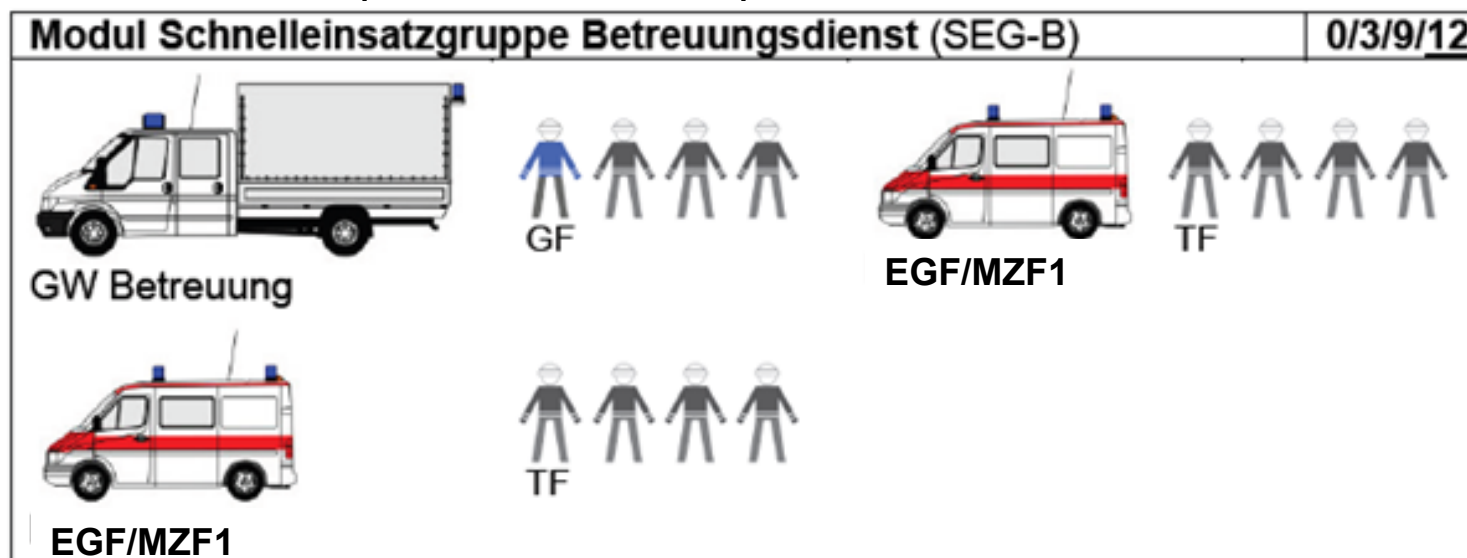 Modul Schnelleinsatzgruppe Betreuungsdienst (SEG-B) 0/3/9/12
GF
TF
GW Betreuung
EGF/MZF1
TF
EGF/MZF1